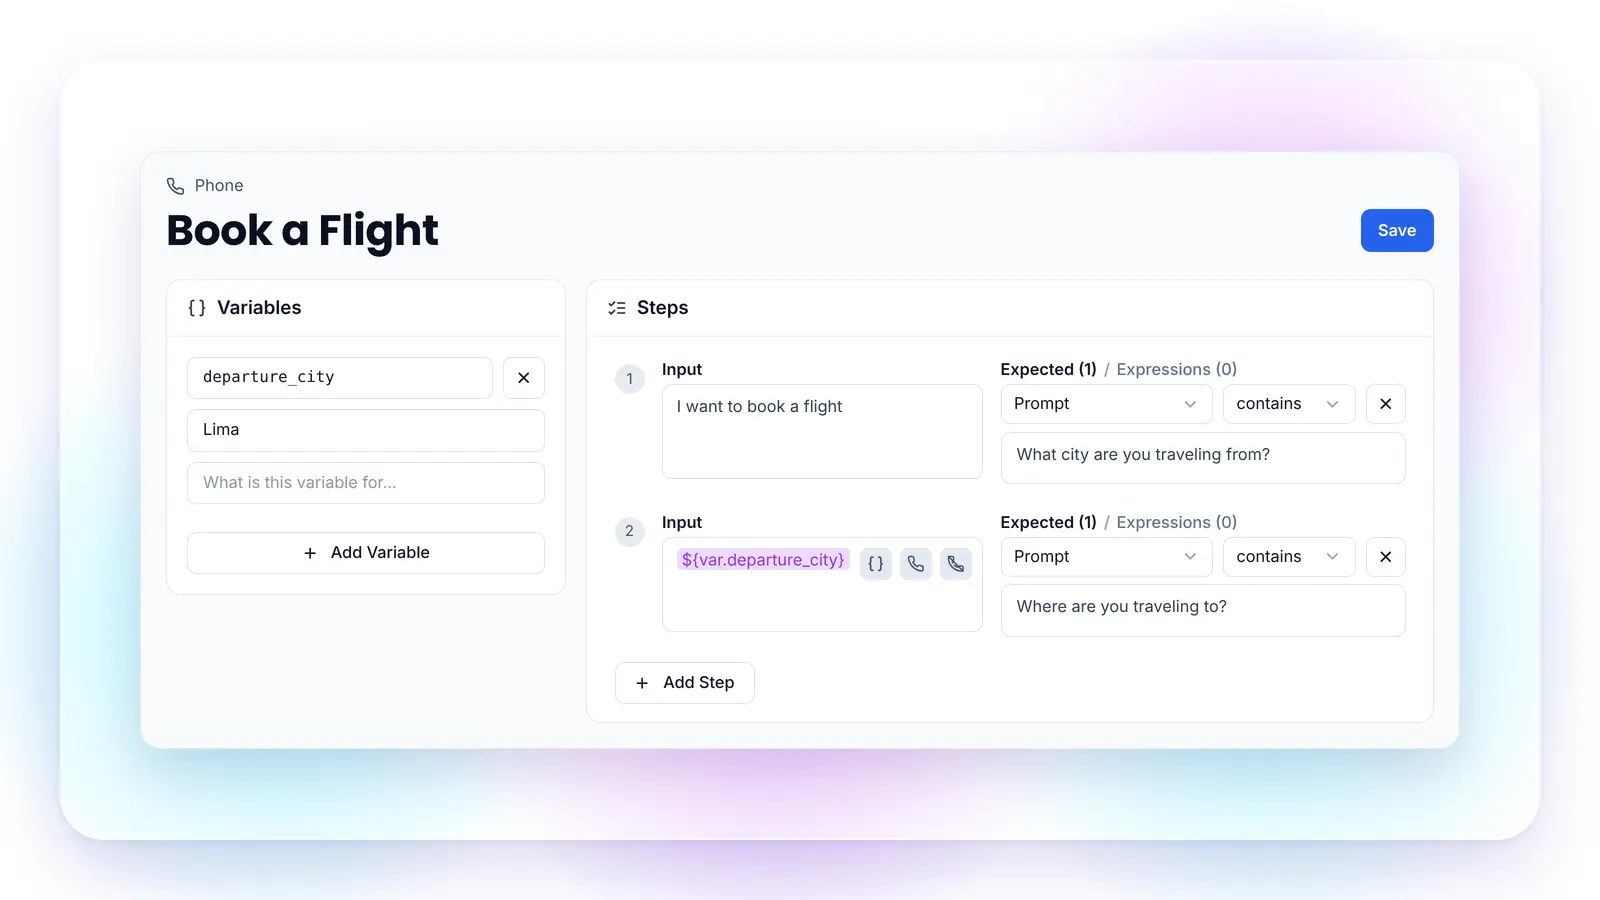 Phone
Book a Flight
Save
{} Variables
departure_city
Lima
What is this variable for...
+ Add Variable
Steps
1
Input
I want to book a flight
Expected (1) / Expressions (0)
Prompt
contains
What city are you traveling from?
2
Input
${var.departure_city}
{}
Expected (1) / Expressions (0)
Prompt
contains
Where are you traveling to?
+ Add Step